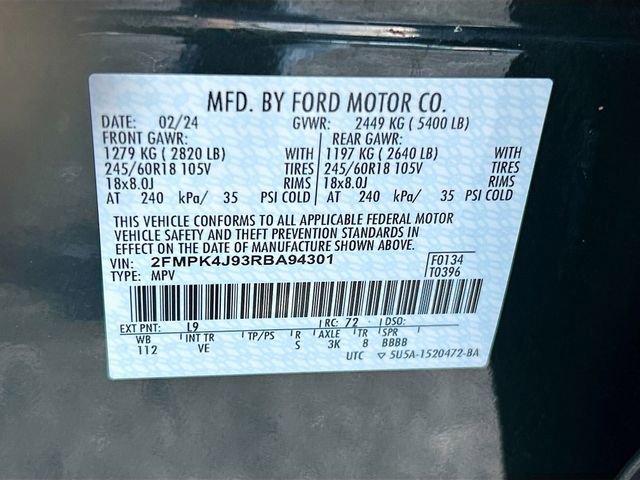 MFD. BY FORD MOTOR CO.
DATE: 02/24 GVWR: 2449 KG ( 5400 LB)
FRONT GAWR: REAR GAWR:
1279 KG ( 2820 LB) WITH 1197 KG ( 2640 LB) WITH
245/60R18 105V TIRES 245/60R18 105V TIRES
18x8.0J RIMS 18x8.0J RIMS
AT 240 kPa/ 35 PSI COLD AT 240 kPa/ 35 PSI COLD
THIS VEHICLE CONFORMS TO ALL APPLICABLE FEDERAL MOTOR
VEHICLE SAFETY AND THEFT PREVENTION STANDARDS IN
EFFECT ON THE DATE OF MANUFACTURE SHOWN ABOVE.
VIN: 2FMPK4J93RBA94301 F0134
TYPE: MPV T0396
EXT PNT: L9 RC: 72 DSO:
WB INT TR TP/PS R AXLE TR SPR
112 VE S 3K 8 BBBB
UTC ▽ 5U5A-1520472-BA